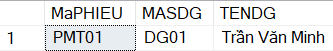 MaPHIEU MASDG TENDG
1 PMT01 DG01 Trần Văn Minh